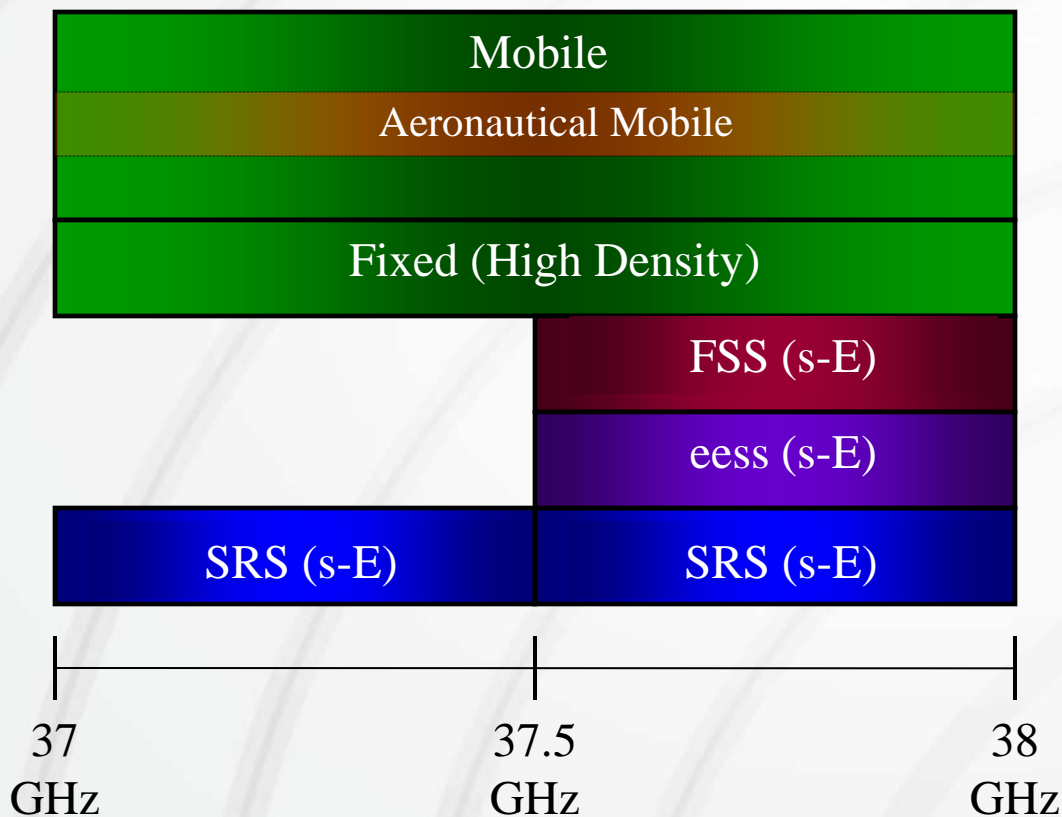 Mobile
Aeronautical Mobile
Fixed (High Density)
FSS (s-E)
eess (s-E)
SRS (s-E)
SRS (s-E)
37
GHz
37.5
GHz
38
GHz